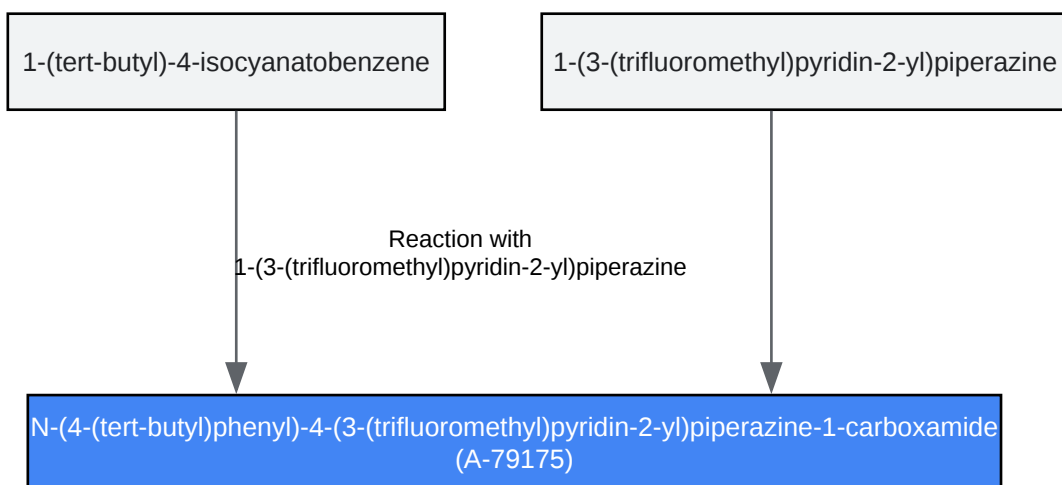 1-(tert-butyl)-4-isocyanatobenzene
1-(3-(trifluoromethyl)pyridin-2-yl)piperazine
Reaction with
1-(3-(trifluoromethyl)pyridin-2-yl)piperazine
N-(4-(tert-butyl)phenyl)-4-(3-(trifluoromethyl)pyridin-2-yl)piperazine-1-carboxamide
(A-79175)